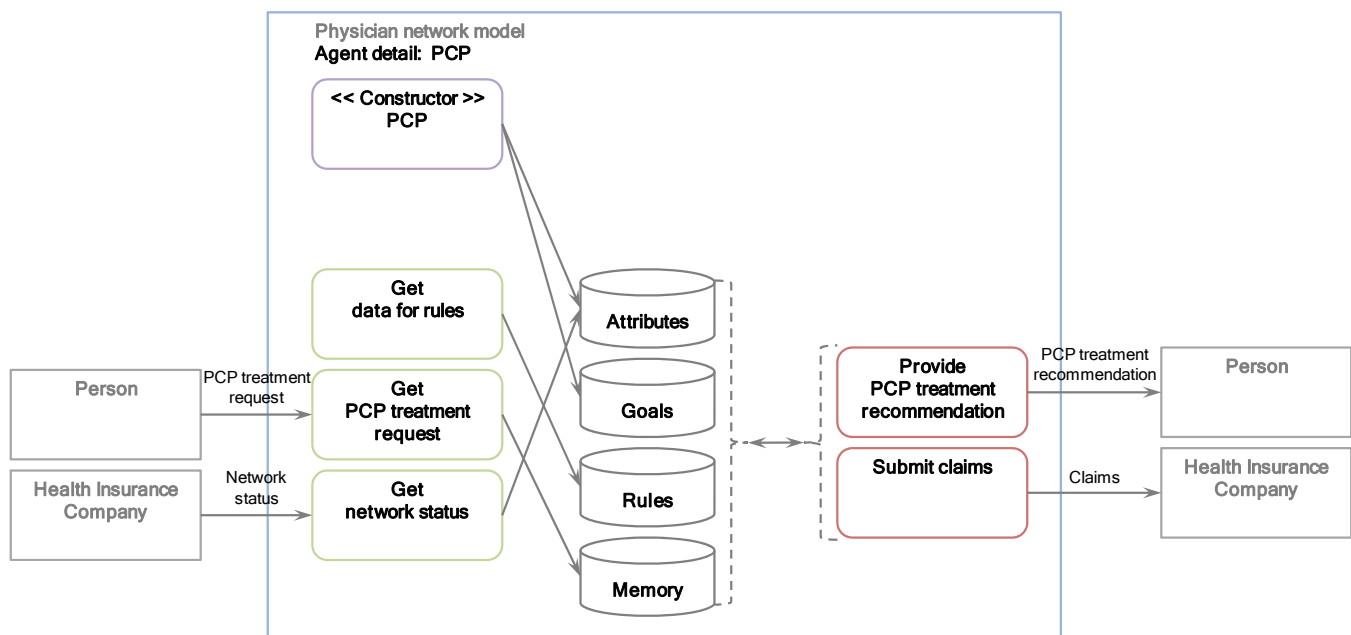 Physician network model
Agent detail:  PCP
<< Constructor >>
PCP
Get
data for rules
Attributes
Person
PCP treatment
request
Get
PCP treatment
request
Goals
Provide
PCP treatment
recommendation
PCP treatment
recommendation
Person
Health Insurance
Company
Network
status
Get
network status
Rules
Submit claims
Claims
Health Insurance
Company
Memory